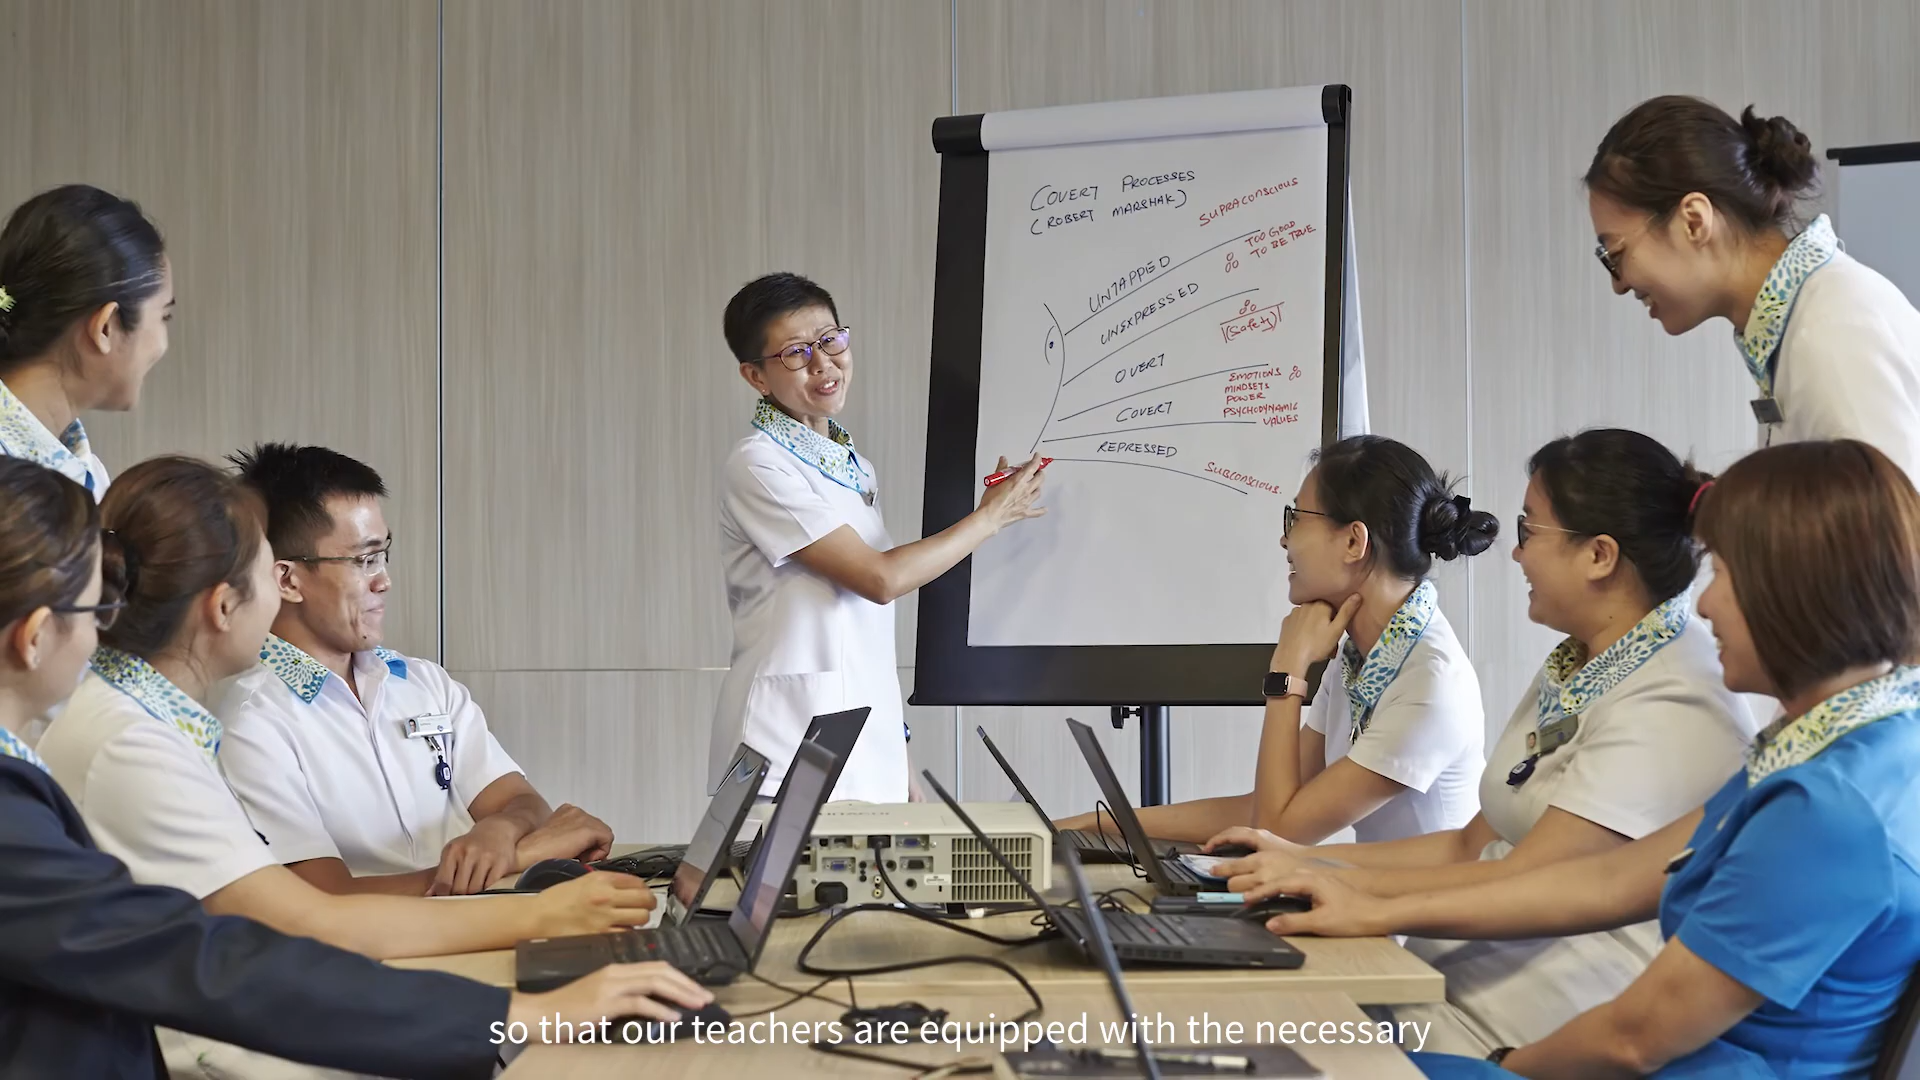 COVERT PROCESSES
(ROBERT MARSHAK)
SUPRACONSCIOUS
UNTAPPED
TOO GOOD
TO BE TRUE
UNEXPRESSED
(Safety)
OVERT
EMOTIONS
MINDSETS
POWER
PSYCHODYNAMIC
VALUES
COVERT
REPRESSED
SUBCONSCIOUS.
so that our teachers are equipped with the necessary